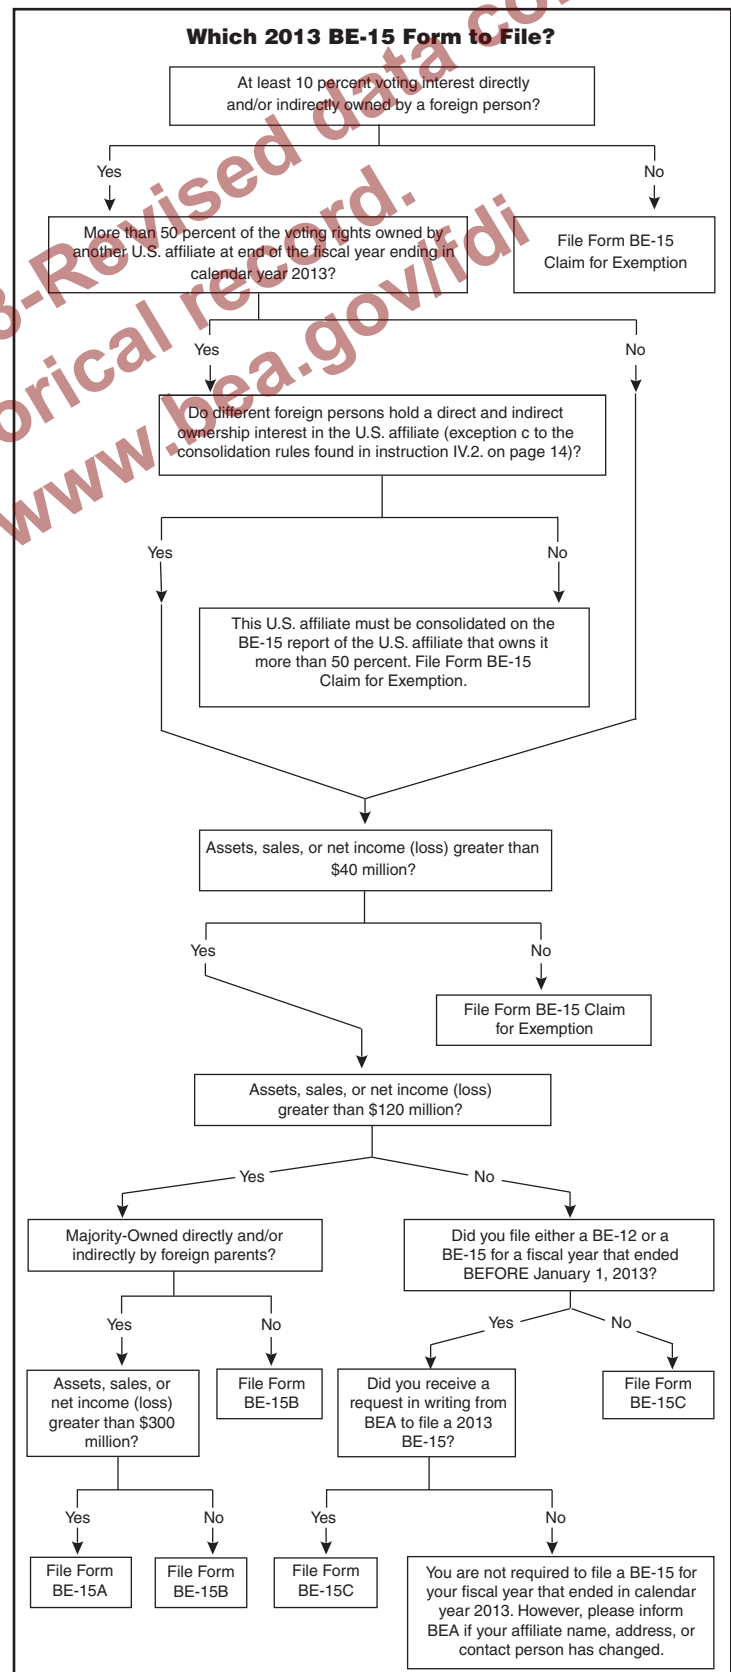 Which 2013 BE-15 Form to File?
At least 10 percent voting interest directly
and/or indirectly owned by a foreign person?
Yes
No
More than 50 percent of the voting rights owned by
another U.S. affiliate at end of the fiscal year ending in
calendar year 2013?
File Form BE-15
Claim for Exemption
Yes
No
Do different foreign persons hold a direct and indirect
ownership interest in the U.S. affiliate (exception c to the
consolidation rules found in instruction IV.2. on page 14)?
Yes
No
This U.S. affiliate must be consolidated on the
BE-15 report of the U.S. affiliate that owns it
more than 50 percent. File Form BE-15
Claim for Exemption.
Assets, sales, or net income (loss) greater than
$40 million?
Yes
No
File Form BE-15 Claim
for Exemption
Assets, sales, or net income (loss)
greater than $120 million?
Yes
No
Majority-Owned directly and/or
indirectly by foreign parents?
Did you file either a BE-12 or a
BE-15 for a fiscal year that ended
BEFORE January 1, 2013?
Yes
No
Yes
No
Assets, sales, or
net income (loss)
greater than $300
million?
File Form
BE-15B
Did you receive a
request in writing from
BEA to file a 2013
BE-15?
File Form
BE-15C
Yes
No
Yes
No
File Form
BE-15A
File Form
BE-15B
File Form
BE-15C
You are not required to file a BE-15 for
your fiscal year that ended in calendar
year 2013. However, please inform
BEA if your affiliate name, address, or
contact person has changed.
3-Revised data co
orical record.
www.bea.gov/fdi